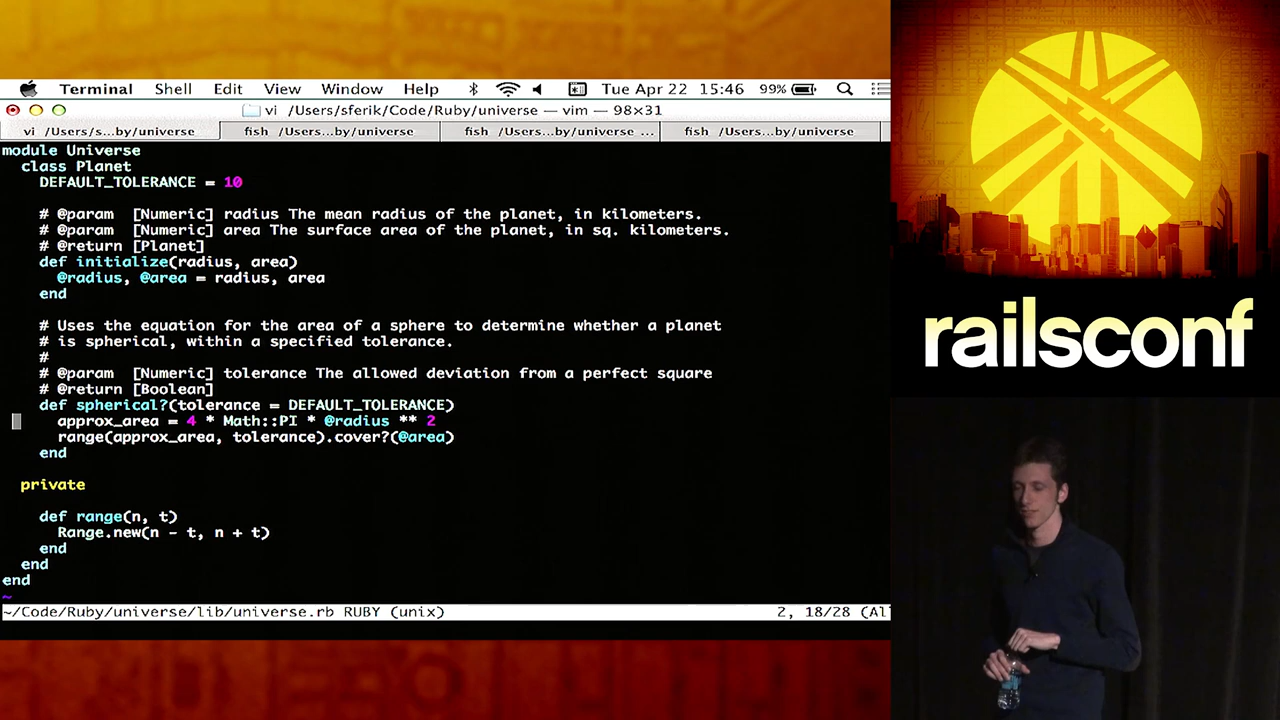 Terminal Shell Edit View Window Help Tue Apr 22 15:46 99%
vi /Users/sferik/Code/Ruby/universe — vim — 98×31
vi /Users/s...by/universe fish /Users...by/universe fish /Users...by/universe ... fish /Users...by/universe
module Universe
class Planet
DEFAULT_TOLERANCE = 10
# @param [Numeric] radius The mean radius of the planet, in kilometers.
# @param [Numeric] area The surface area of the planet, in sq. kilometers.
# @return [Planet]
def initialize(radius, area)
@radius, @area = radius, area
end
# Uses the equation for the area of a sphere to determine whether a planet
# is spherical, within a specified tolerance.
#
# @param [Numeric] tolerance The allowed deviation from a perfect square
# @return [Boolean]
def spherical?(tolerance = DEFAULT_TOLERANCE)
approx_area = 4 * Math::PI * @radius ** 2
range(approx_area, tolerance).cover?(@area)
end
private
def range(n, t)
Range.new(n - t, n + t)
end
end
end
~
~/Code/Ruby/universe/lib/universe.rb RUBY (unix) 2, 18/28 (Al
railsconf